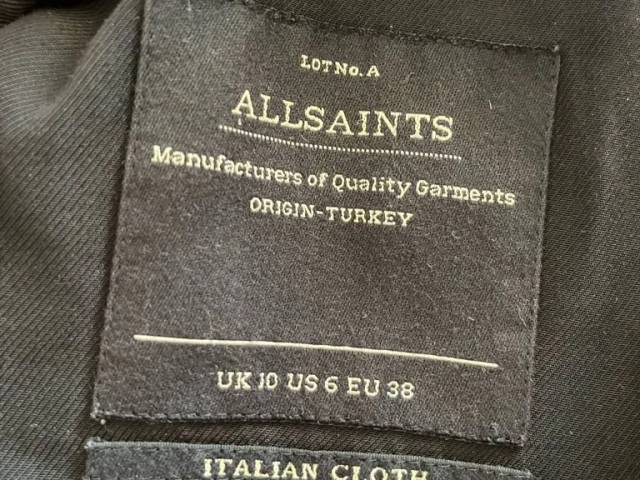 LOT No. A
ALLSAINTS
Manufacturers of Quality Garments
ORIGIN-TURKEY
UK 10 US 6 EU 38
ITALIAN CLOTH